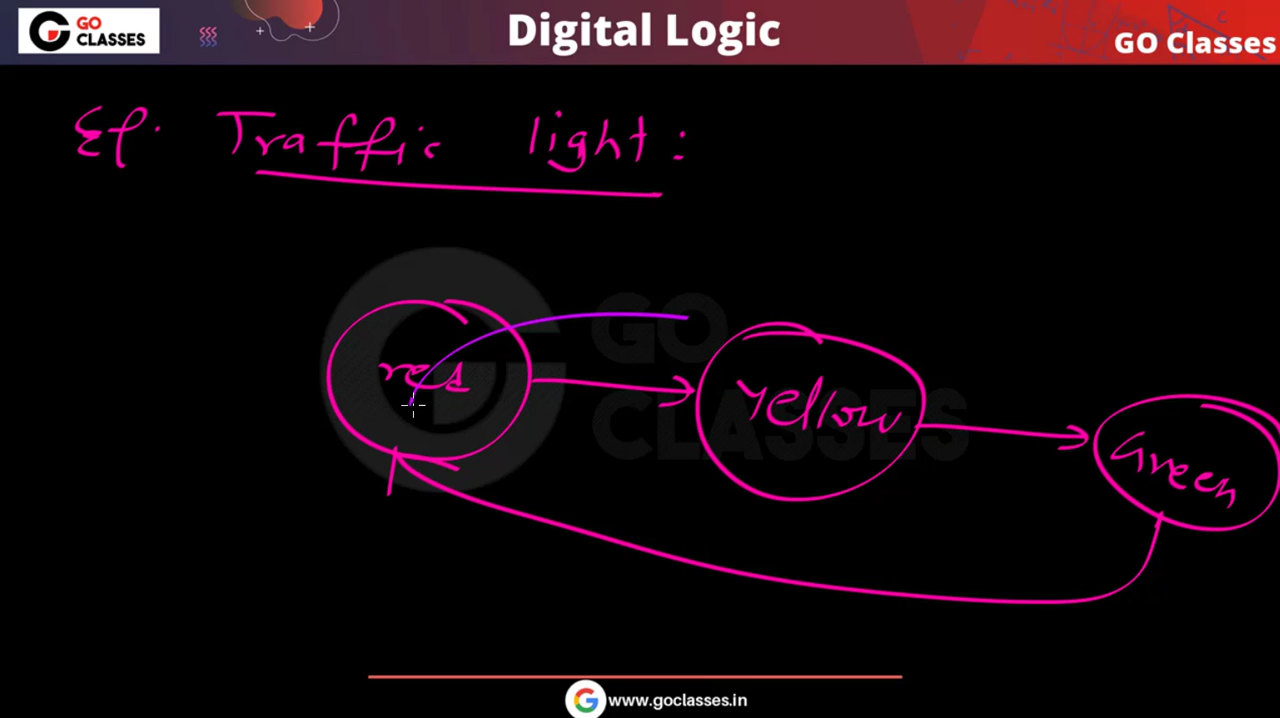 GO
CLASSES
Digital Logic
GO Classes
Eg. Traffic light:
GO
CLASSES
red
Yellow
Green
www.goclasses.in